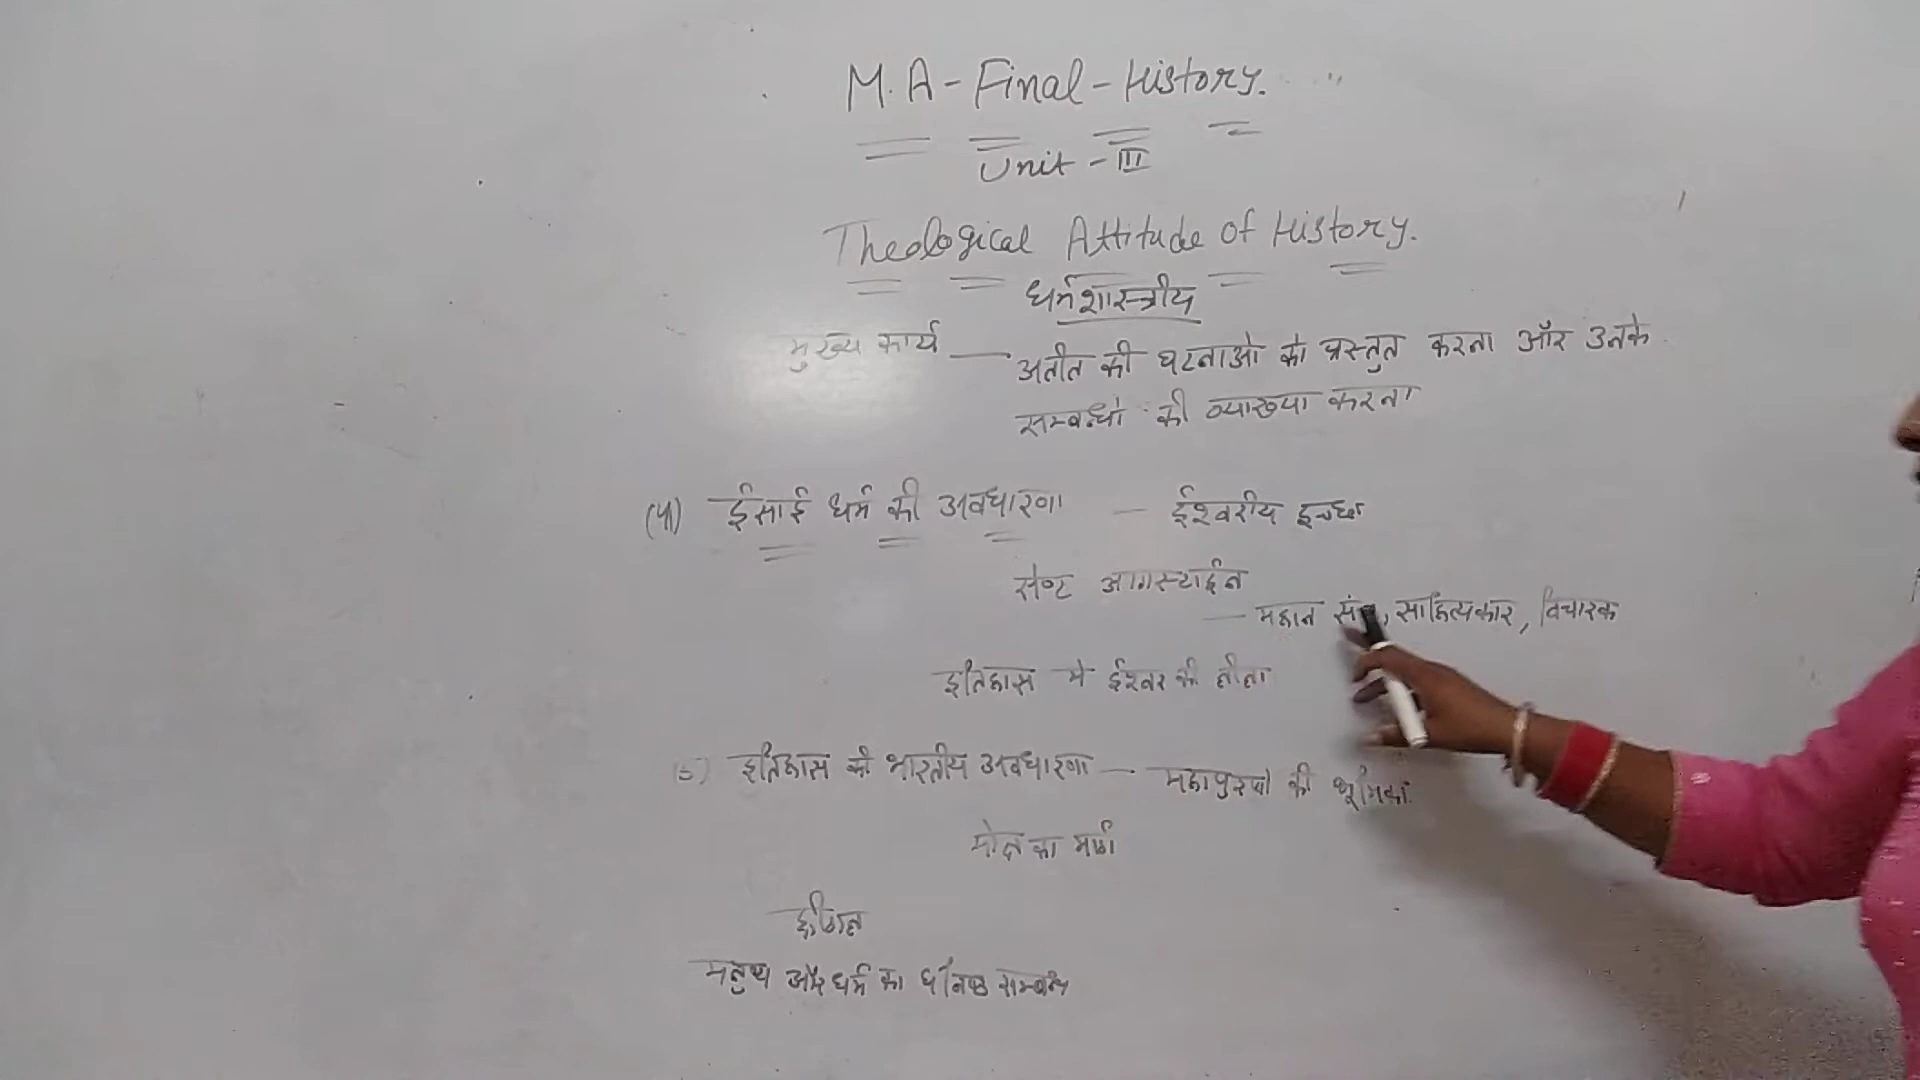 M.A-Final-History.
Unit-III
Theological Attitude of History.
धर्मशास्त्रीय
मुख्य कार्य — अतीत की घटनाओ को प्रस्तुत करना और उनके
सम्बन्धो की व्याख्या करना
(4) ईसाई धर्म की अवधारणा — ईश्वरीय इच्छा
सेण्ट आगस्टाईन
— महान साहित्यकार, विचारक
इतिहास मे ईश्वर की लीला
5) इतिहास की भारतीय अवधारणा — महापुरुषो की भूमिका
मोक्ष का मार्ग
मनुष्य और धर्म का घनिष्ठ सम्बन्ध